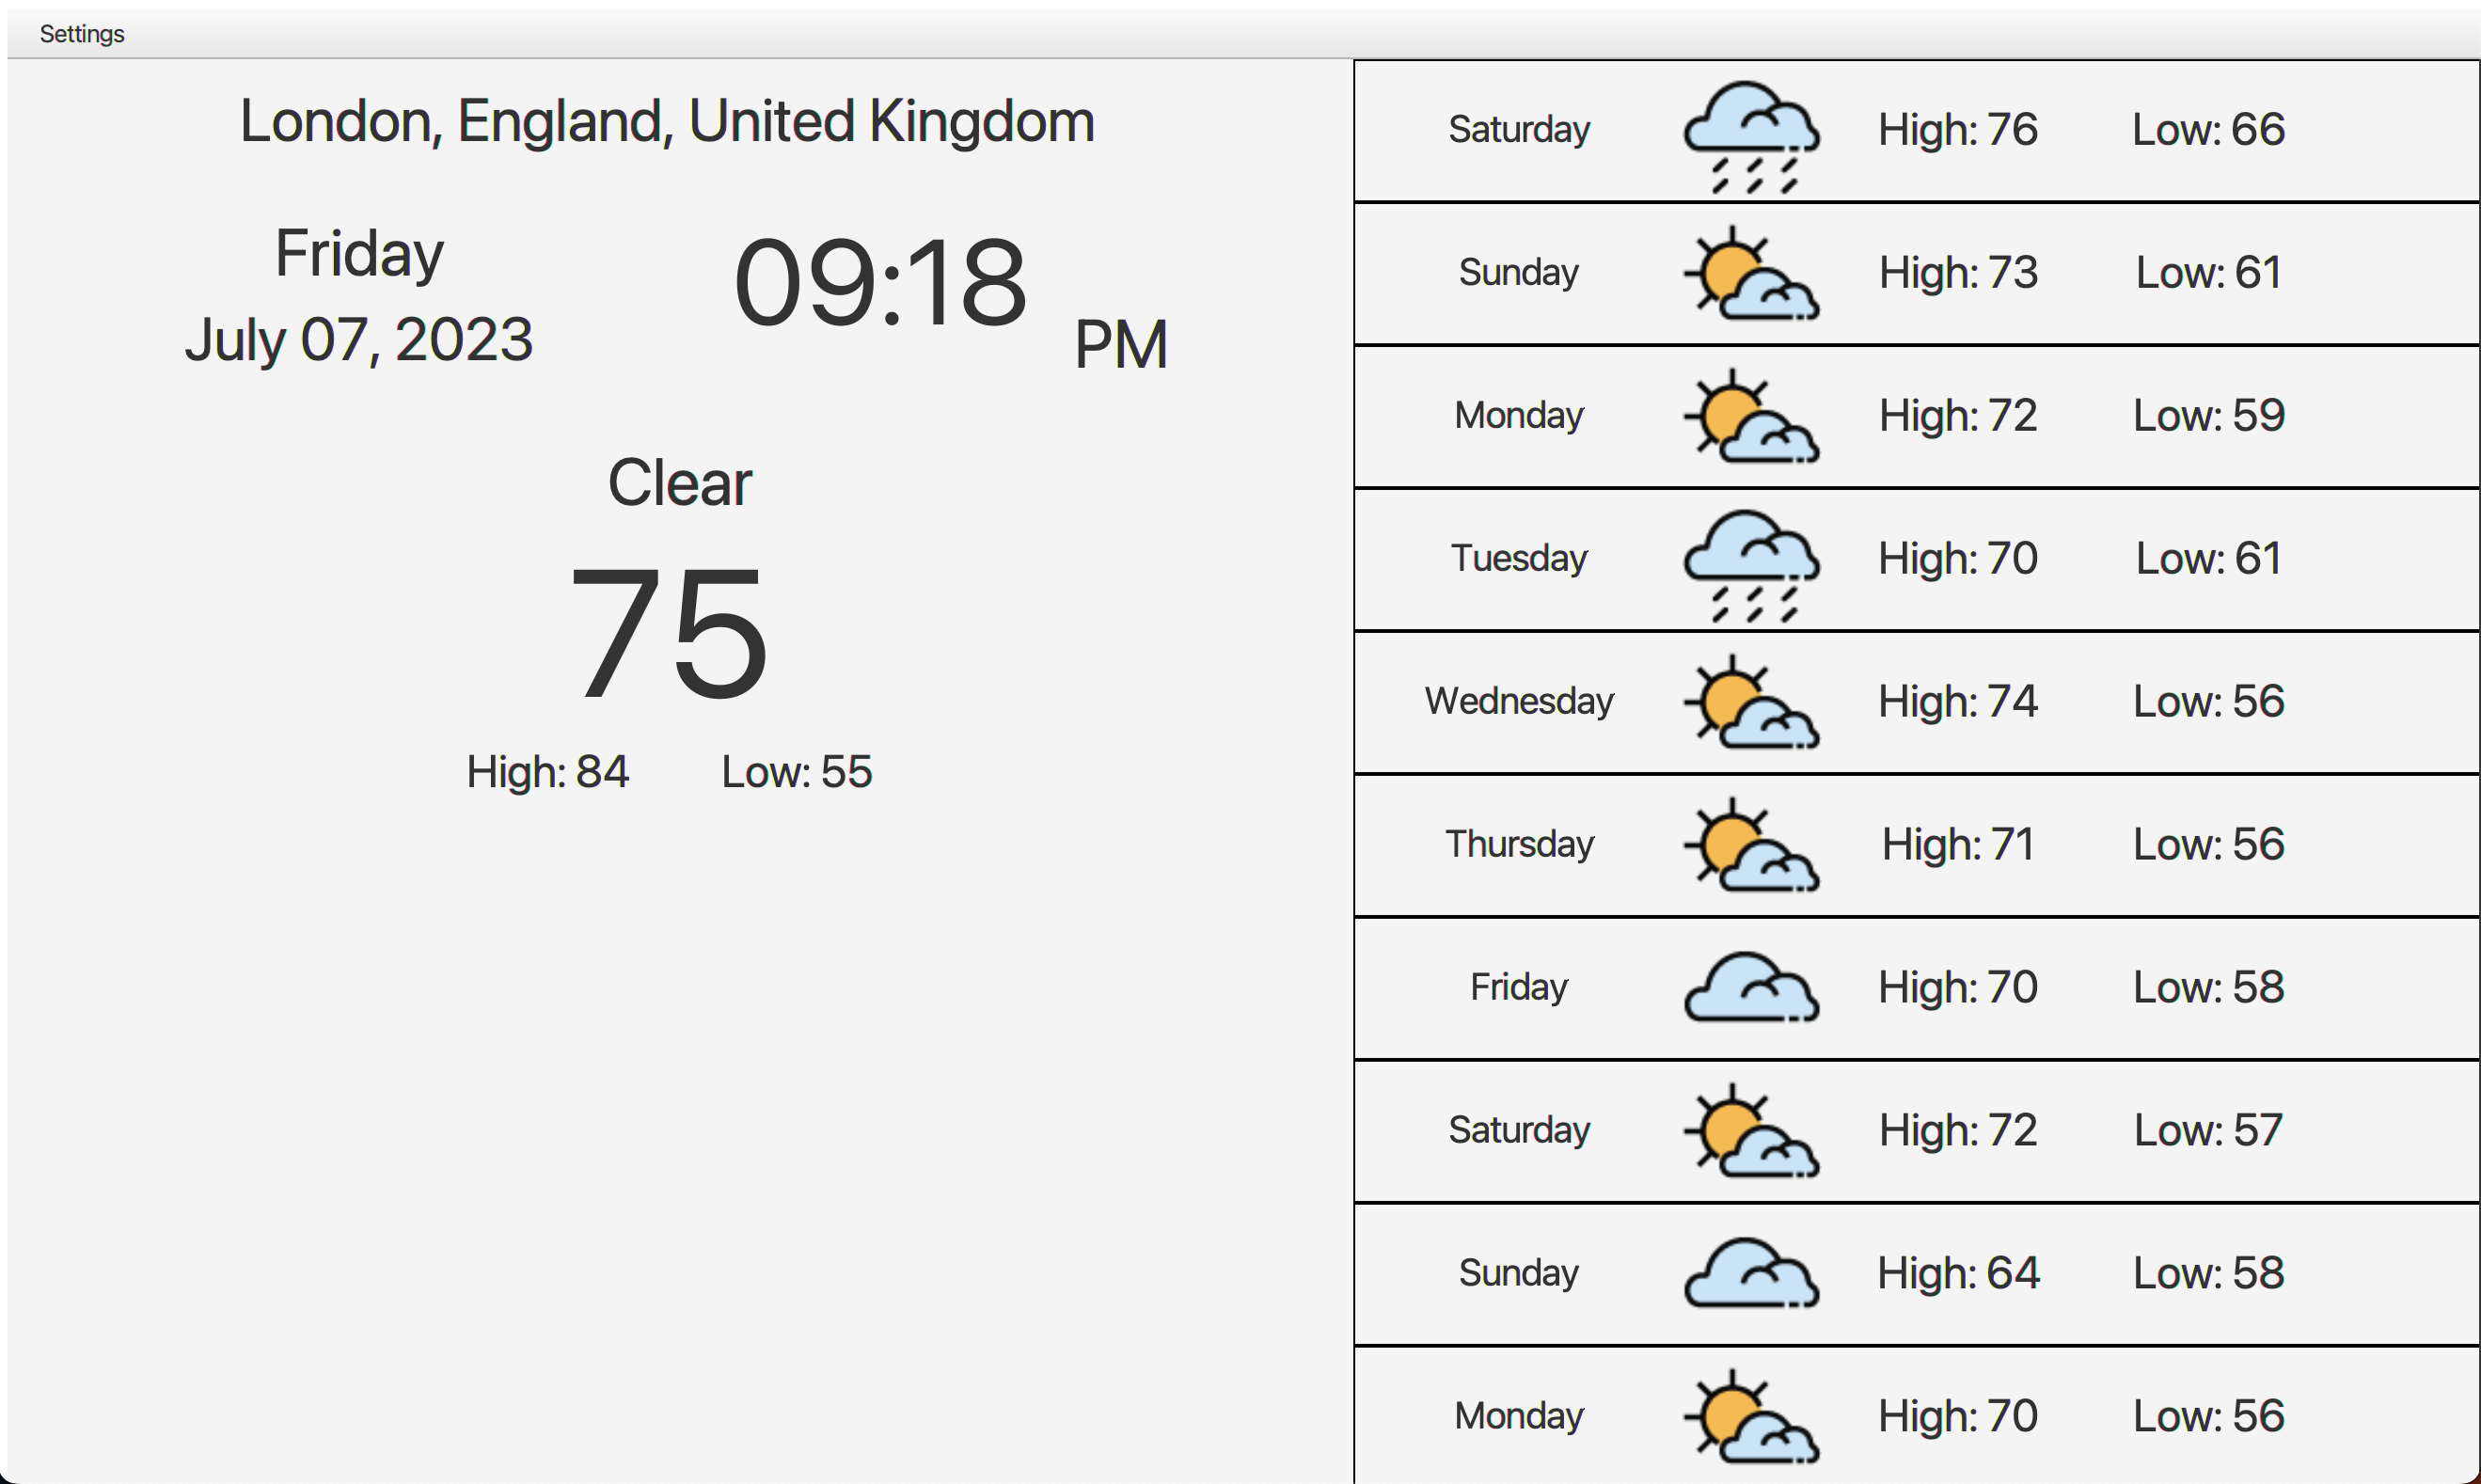 Settings
London, England, United Kingdom
Friday
July 07, 2023
09:18 PM
Clear
75
High: 84 Low: 55
Saturday High: 76 Low: 66
Sunday High: 73 Low: 61
Monday High: 72 Low: 59
Tuesday High: 70 Low: 61
Wednesday High: 74 Low: 56
Thursday High: 71 Low: 56
Friday High: 70 Low: 58
Saturday High: 72 Low: 57
Sunday High: 64 Low: 58
Monday High: 70 Low: 56